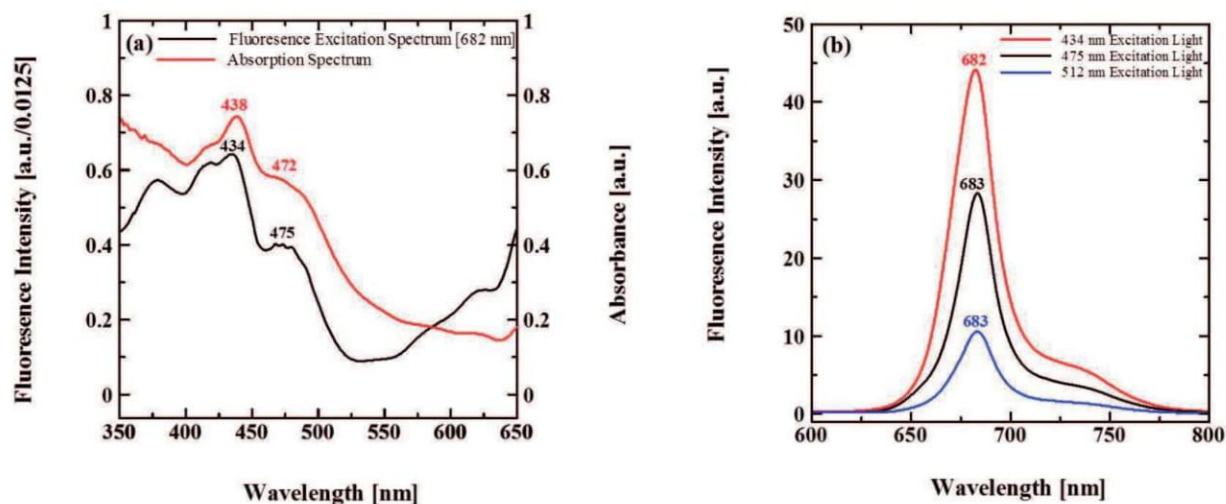 (a)
Fluoresence Excitation Spectrum [682 nm]
Absorption Spectrum
438
434
472
475
1
0.8
0.6
0.4
0.2
0
1
0.8
0.6
0.4
0.2
0
350 400 450 500 550 600 650
Wavelength [nm]
Fluoresence Intensity [a.u./0.0125]
Absorbance [a.u.]
(b)
434 nm Excitation Light
475 nm Excitation Light
512 nm Excitation Light
682
683
683
50
40
30
20
10
0
600 650 700 750 800
Wavelength [nm]
Fluoresence Intensity [a.u.]